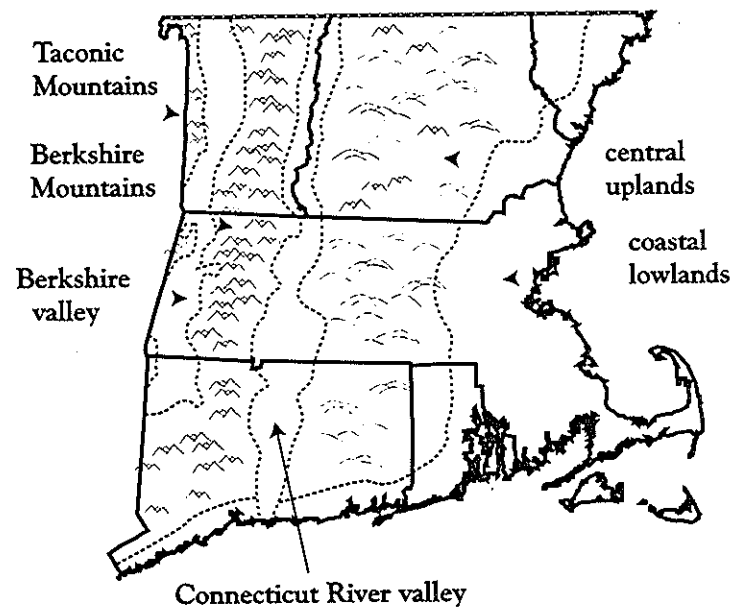 Taconic
Mountains
Berkshire
Mountains
central
uplands
coastal
lowlands
Berkshire
valley
Connecticut River valley